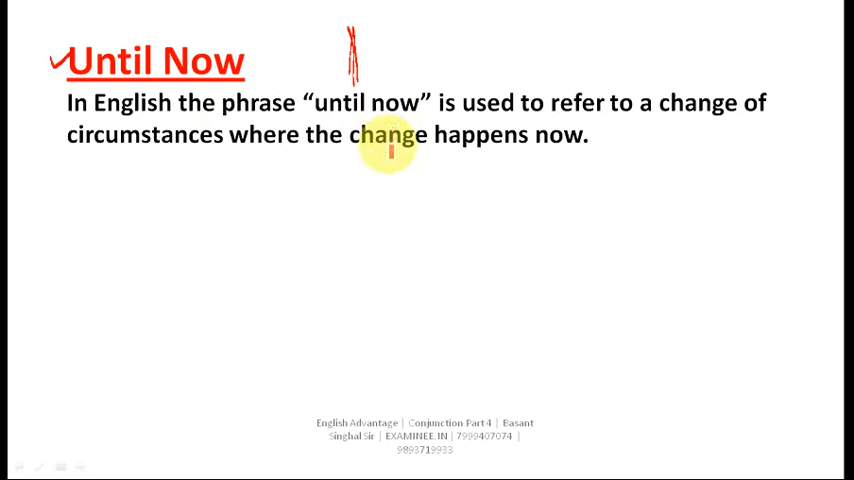 Until Now
In English the phrase “until now” is used to refer to a change of
circumstances where the change happens now.
English Advantage | Conjunction Part 4 | Basant
Singhal Sir | EXAMINEE.IN | 7999407074 |
9893719933